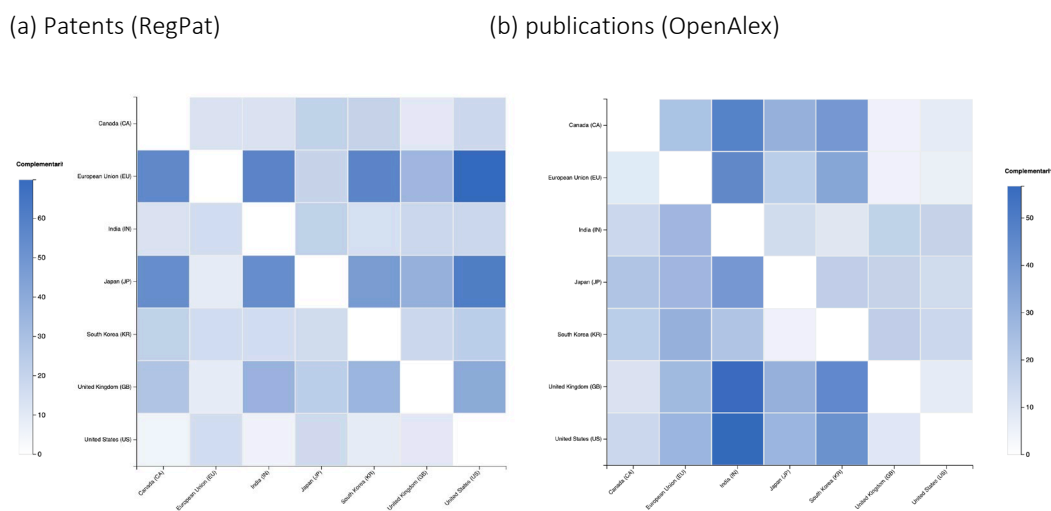 (a) Patents (RegPat)
(b) publications (OpenAlex)
Complementarit
60
50
40
30
20
10
0
Canada (CA)
European Union (EU)
India (IN)
Japan (JP)
South Korea (KR)
United Kingdom (GB)
United States (US)
Canada (CA)
European Union (EU)
India (IN)
Japan (JP)
South Korea (KR)
United Kingdom (GB)
United States (US)
Canada (CA)
European Union (EU)
India (IN)
Japan (JP)
South Korea (KR)
United Kingdom (GB)
United States (US)
Canada (CA)
European Union (EU)
India (IN)
Japan (JP)
South Korea (KR)
United Kingdom (GB)
United States (US)
Complementarit
50
40
30
20
10
0